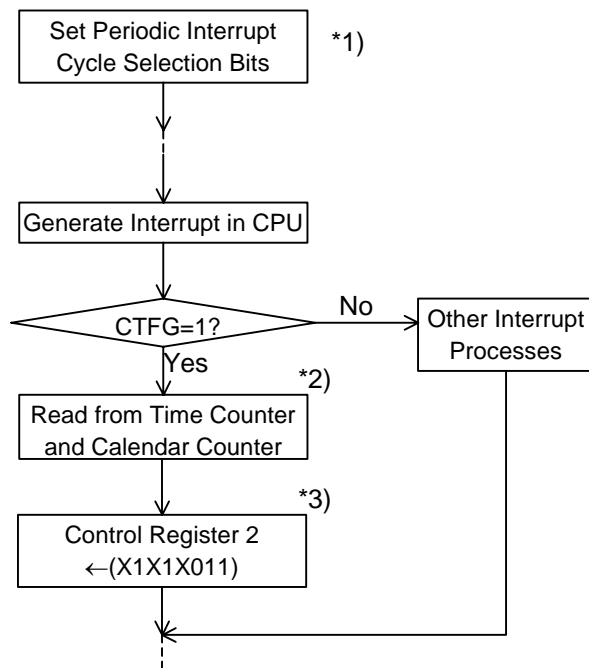 Set Periodic Interrupt
Cycle Selection Bits
*1)
Generate Interrupt in CPU
CTFG=1?
No
Yes
Other Interrupt
Processes
*2)
Read from Time Counter
and Calendar Counter
*3)
Control Register 2
←(X1X1X011)